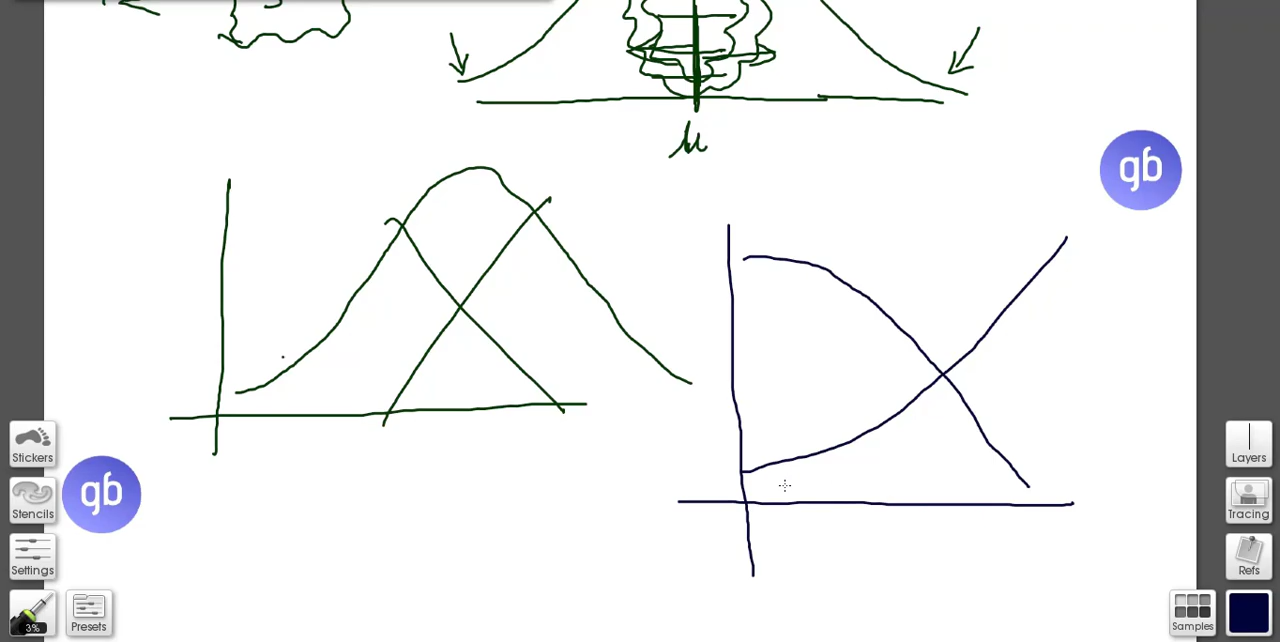 μ
gb
gb
Stickers
Stencils
Settings
3%
Presets
Layers
Tracing
Refs
Samples